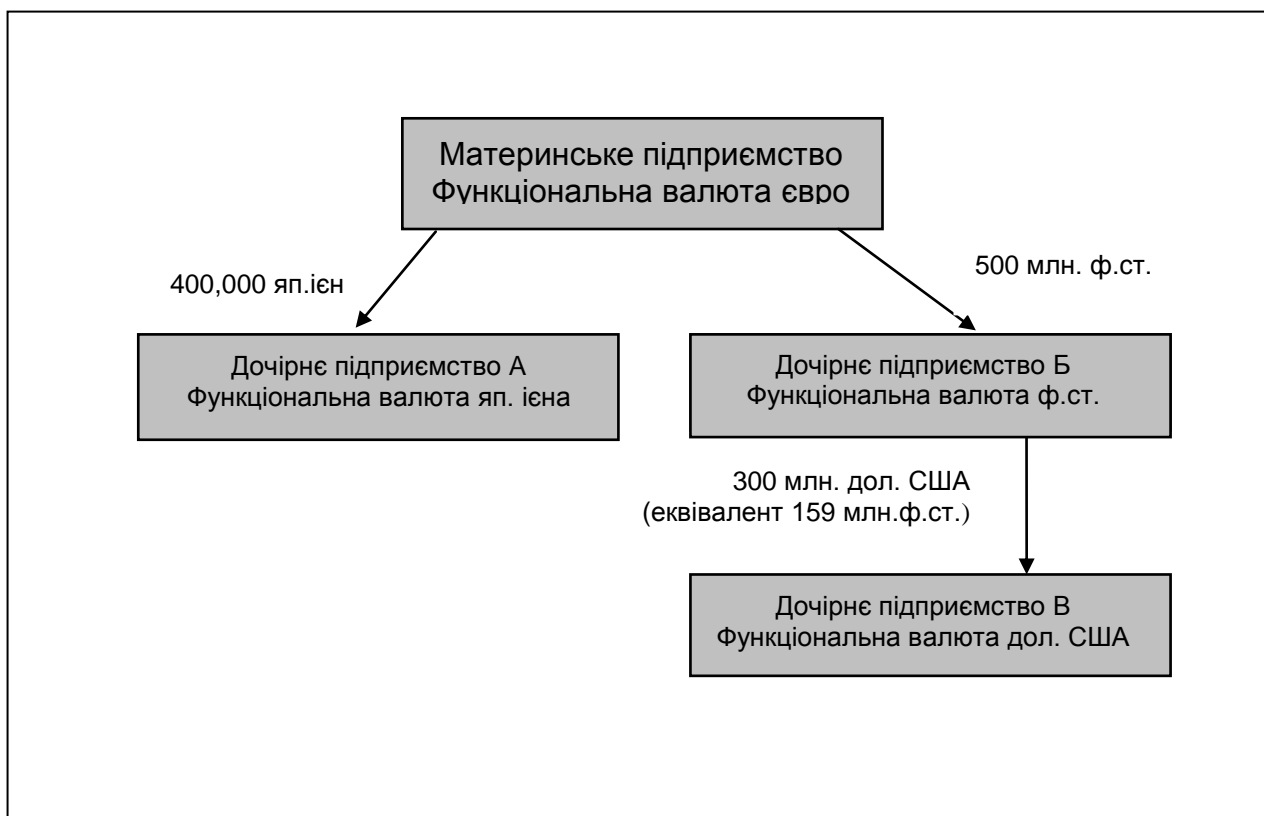 Материнське підприємство
Функціональна валюта євро
400,000 яп.ієн
500 млн. ф.ст.
Дочірнє підприємство А
Функціональна валюта яп. ієна
Дочірнє підприємство Б
Функціональна валюта ф.ст.
300 млн. дол. США
(еквівалент 159 млн.ф.ст.)
Дочірнє підприємство В
Функціональна валюта дол. США